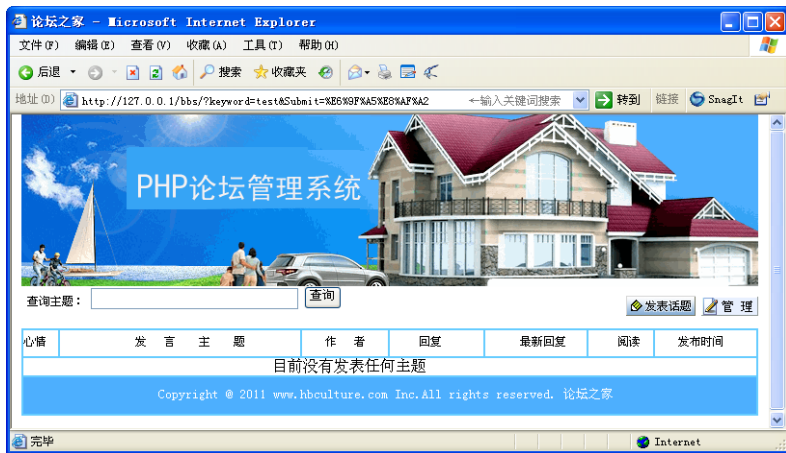 论坛之家 - Microsoft Internet Explorer
文件(F) 编辑(E) 查看(V) 收藏(A) 工具(T) 帮助(H)
后退 搜索 收藏夹
地址(D) http://127.0.0.1/bbs/?keyword=test&Submit=%E6%9F%A5%E8%AF%A2 ←输入关键词搜索 转到 链接 SnagIt
PHP论坛管理系统
查询主题： 查询 发表话题 管 理
心情 发 言 主 题 作 者 回复 最新回复 阅读 发布时间
目前没有发表任何主题
Copyright @ 2011 www.hbculture.com Inc.All rights reserved. 论坛之家
完毕 Internet